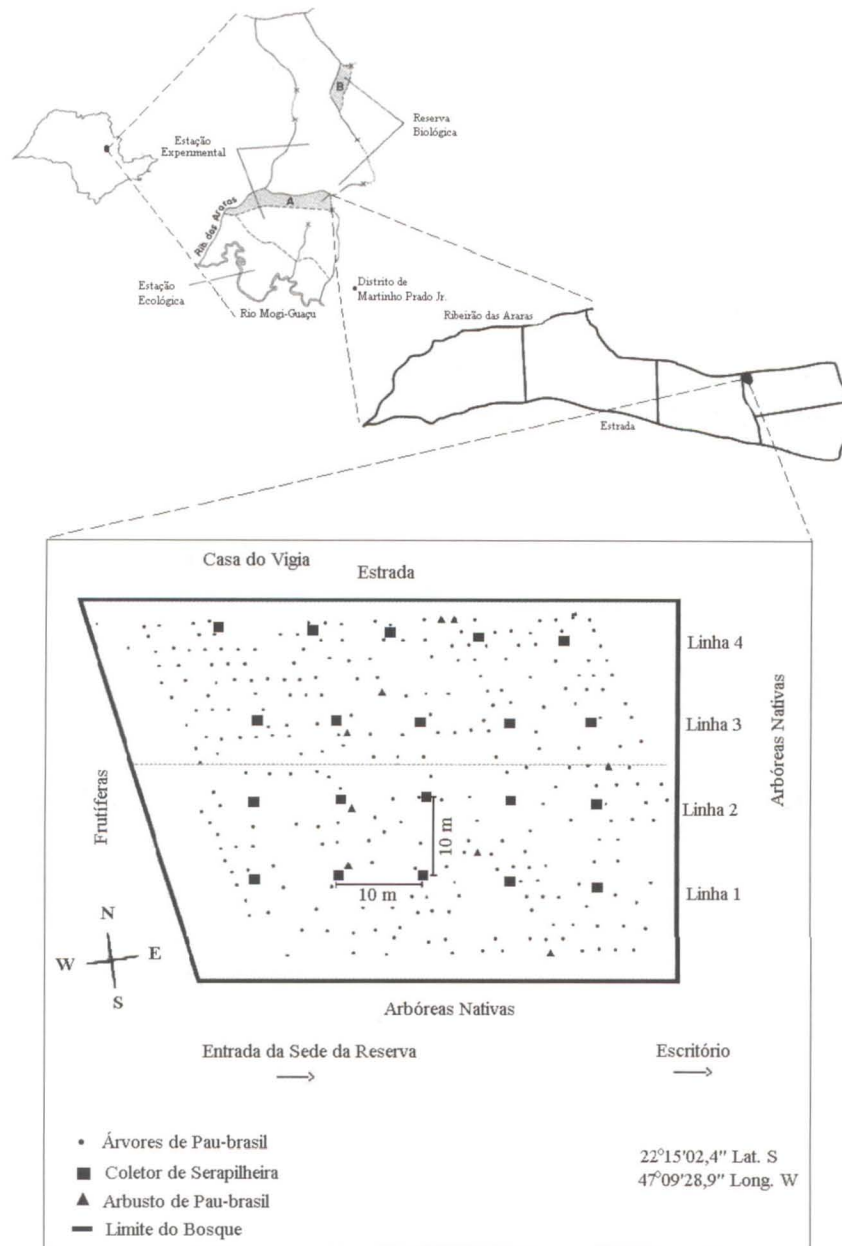 B
Reserva
Biológica
Estação
Experimental
A
Rib. das Araras
Estação
Ecológica
Rio Mogi-Guaçu
Distrito de
Martinho Prado Jr.
Ribeirão das Araras
Estrada
Casa do Vigia
Estrada
Linha 4
Linha 3
Linha 2
Linha 1
Arbóreas Nativas
Frutíferas
10 m
10 m
N
W E
S
Arbóreas Nativas
Entrada da Sede da Reserva
Escritório
Árvores de Pau-brasil
Coletor de Serapilheira
Arbusto de Pau-brasil
Limite do Bosque
22°15'02,4" Lat. S
47°09'28,9" Long. W